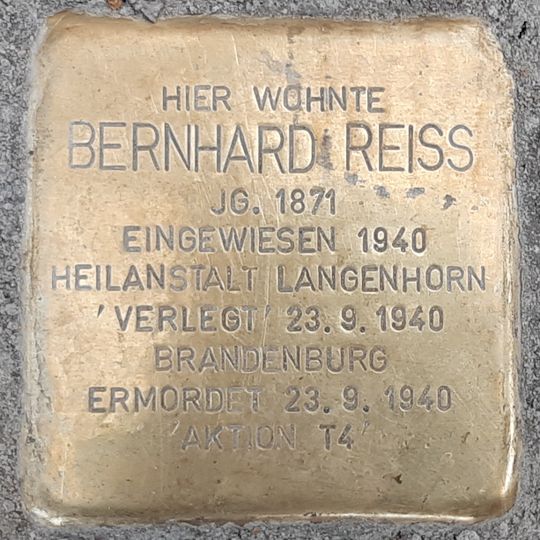 HIER WOHNTE
BERNHARD REISS
JG. 1871
EINGEWIESEN 1940
HEILANSTALT LANGENHORN
'VERLEGT' 23.9.1940
BRANDENBURG
ERMORDET 23.9.1940
'AKTION T4'